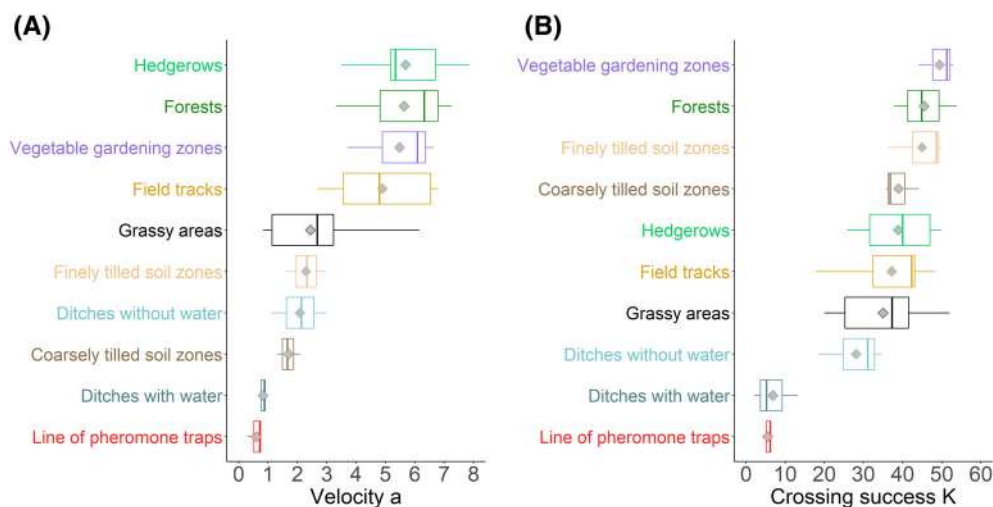 (A)
Hedgerows
Forests
Vegetable gardening zones
Field tracks
Grassy areas
Finely tilled soil zones
Ditches without water
Coarsely tilled soil zones
Ditches with water
Line of pheromone traps
0 1 2 3 4 5 6 7 8
Velocity a
(B)
Vegetable gardening zones
Forests
Finely tilled soil zones
Coarsely tilled soil zones
Hedgerows
Field tracks
Grassy areas
Ditches without water
Ditches with water
Line of pheromone traps
0 10 20 30 40 50 60
Crossing success K